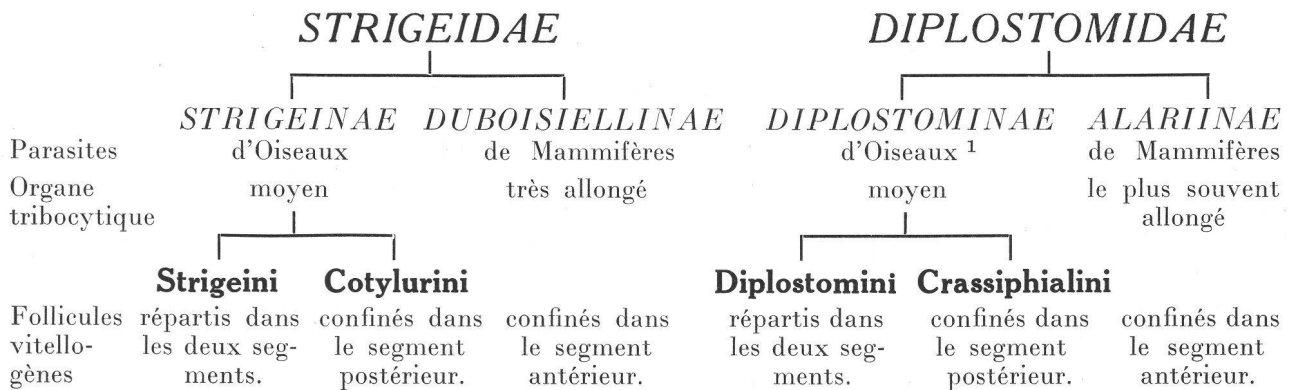 STRIGEIDAE DIPLOSTOMIDAE
STRIGEINAE DUBOISIELLINAE DIPLOSTOMINAE ALARIINAE
Parasites d'Oiseaux de Mammifères d'Oiseaux ¹ de Mammifères
Organe moyen très allongé moyen le plus souvent
tribocytique allongé
Strigeini Cotylurini Diplostomini Crassiphialini
Follicules répartis dans confinés dans confinés dans répartis dans confinés dans confinés dans
vitello- les deux seg- le segment le segment les deux seg- le segment le segment
gènes ments. postérieur. antérieur. ments. postérieur. antérieur.